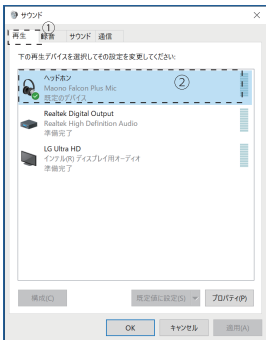 サウンド
①
再生 録音 サウンド 通信
下の再生デバイスを選択してその設定を変更してください:
ヘッドホン
②
Maono Falcon Plus Mic
既定のデバイス
Realtek Digital Output
Realtek High Definition Audio
準備完了
LG Ultra HD
インテル(R) ディスプレイ用オーディオ
準備完了
構成(C) 既定値に設定(S) プロパティ(P)
OK キャンセル 適用(A)